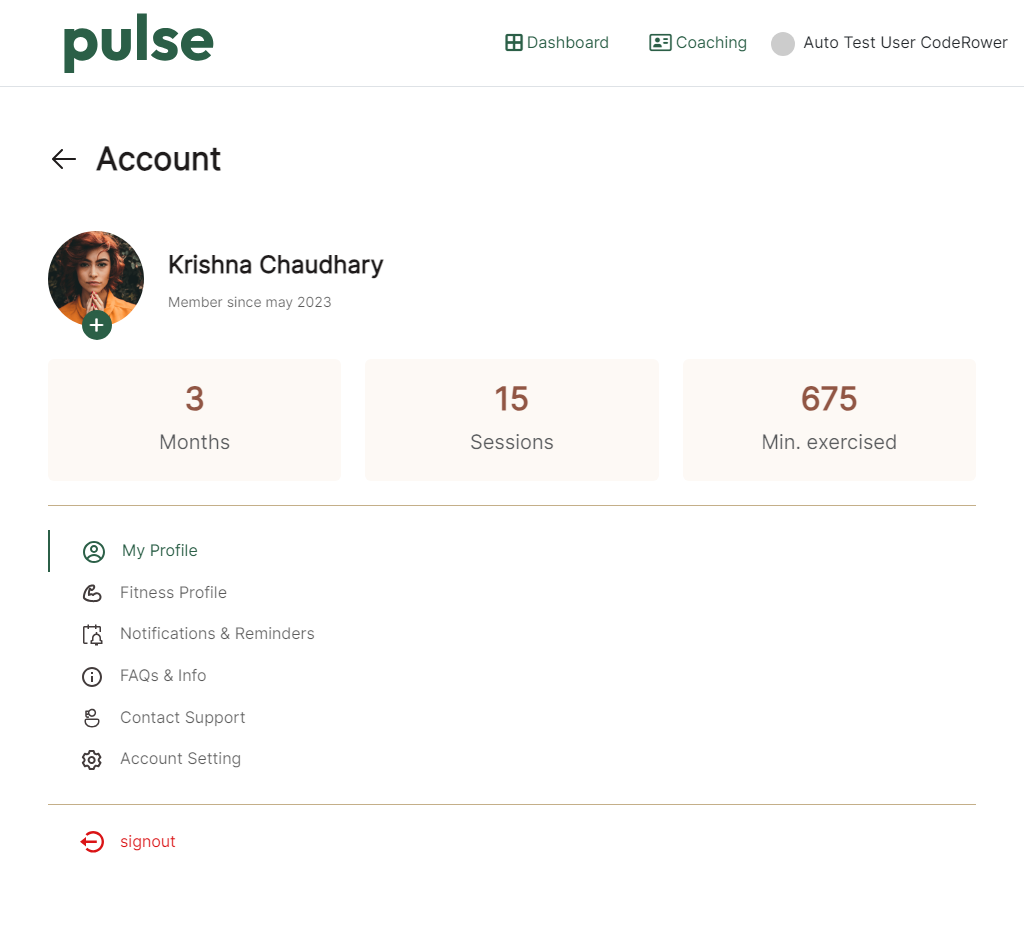 pulse
Dashboard
Coaching
Auto Test User CodeRower
Account
Krishna Chaudhary
Member since may 2023
3
Months
15
Sessions
675
Min. exercised
My Profile
Fitness Profile
Notifications & Reminders
FAQs & Info
Contact Support
Account Setting
signout